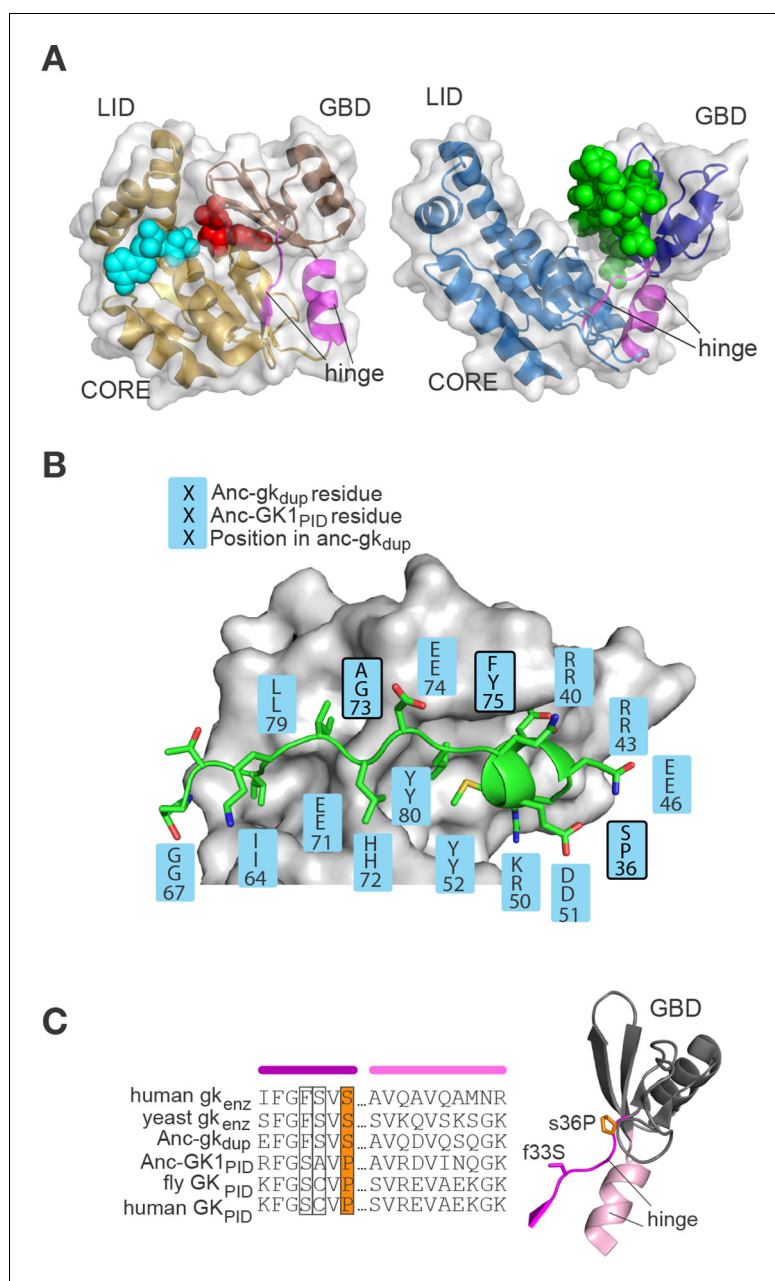 A
LID
GBD
CORE
hinge
LID
GBD
CORE
hinge
B
X Anc-gkdup residue
X Anc-GK1PID residue
X Position in anc-gkdup
L
L
79
A
G
73
E
E
74
F
Y
75
R
R
40
R
R
43
E
E
46
G
G
67
I
I
64
E
E
71
H
H
72
Y
Y
80
Y
Y
52
K
R
50
D
D
51
S
P
36
C
human gkenz IFGFSVS…AVQAVQAMNR
yeast gkenz SFGFSVS…SVKQVSKSGK
Anc-gkdup EFGFSVS…AVQDVQSQGK
Anc-GK1PID RFGSAVP…AVRDVINQGK
fly GKPID KFGSCVP…SVREVAEKGK
human GKPID KFGSCVP…SVREVAEKGK
GBD
s36P
f33S
hinge